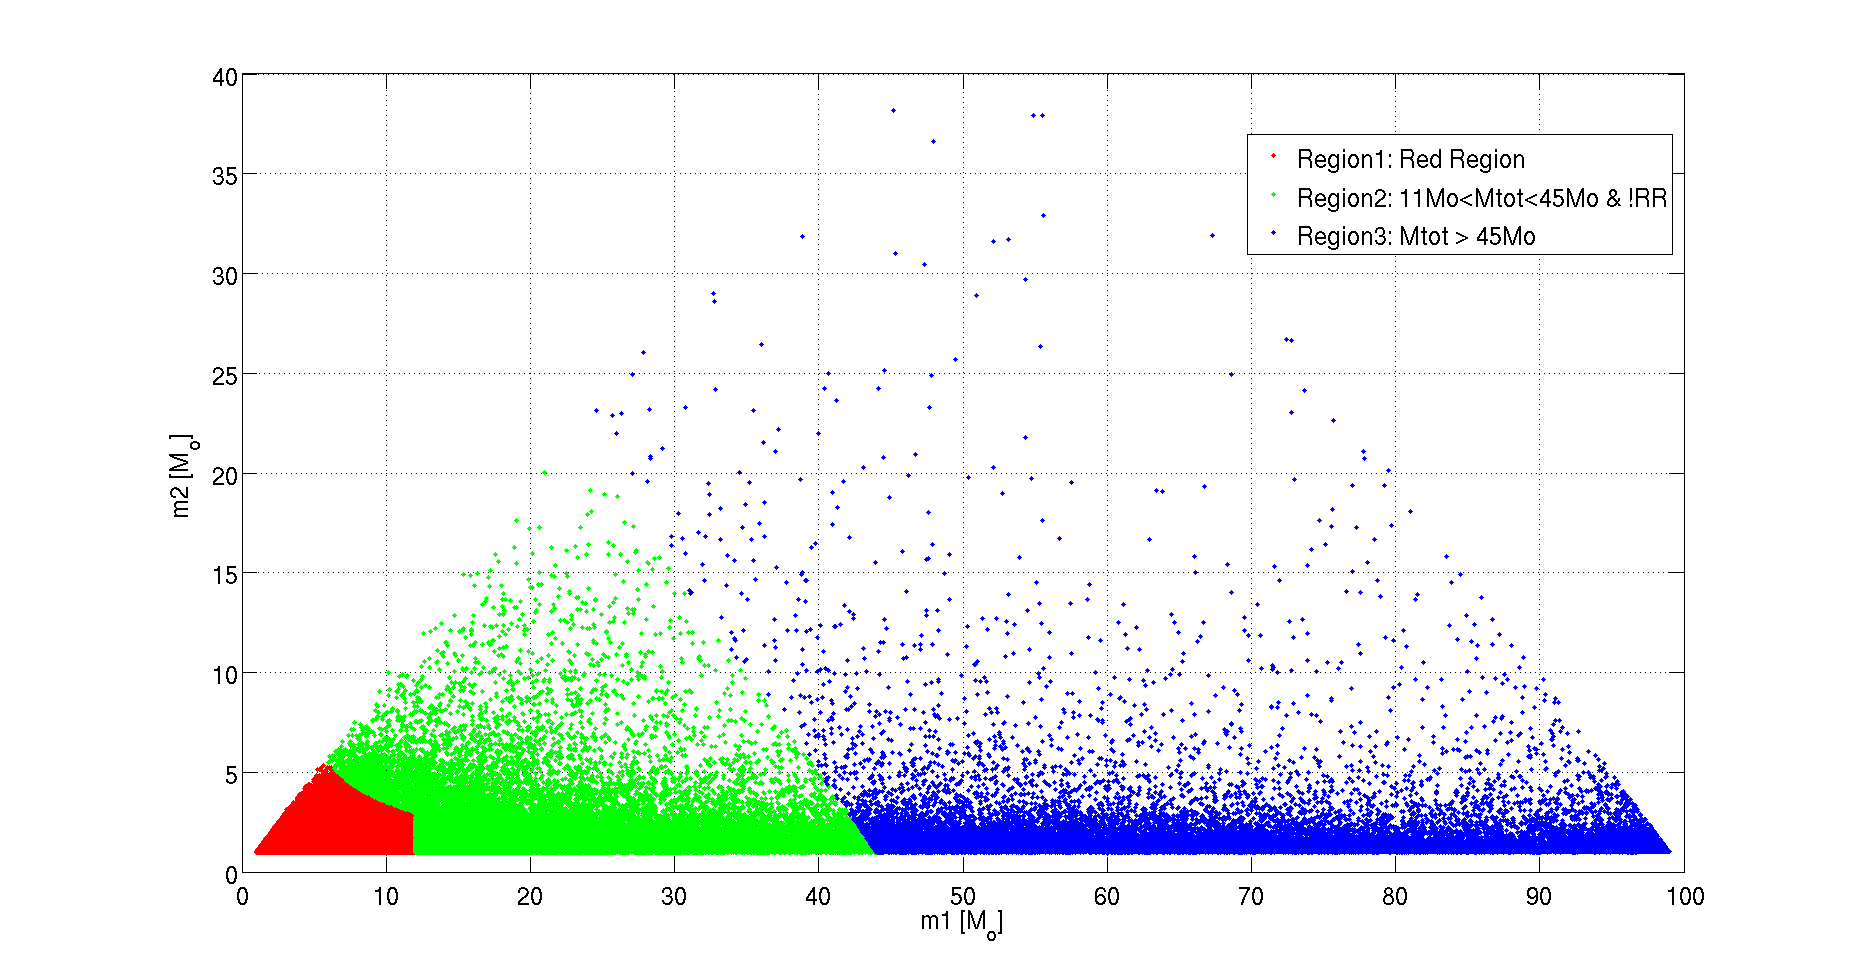 40
35
30
25
20
15
10
5
0
m2 [Mo]
Region1: Red Region
Region2: 11Mo<Mtot<45Mo & !RR
Region3: Mtot > 45Mo
0 10 20 30 40 50 60 70 80 90 100
m1 [Mo]